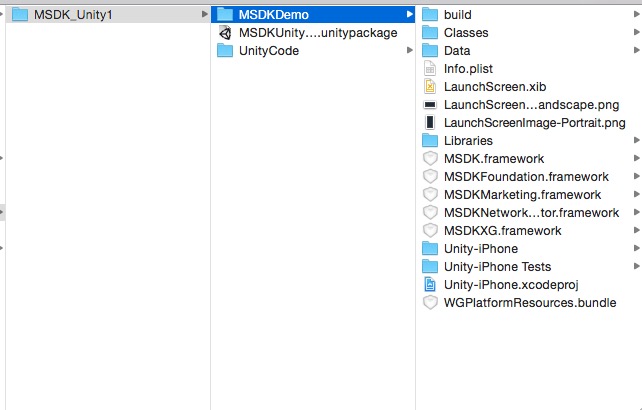 MSDK_Unity1
MSDKDemo
MSDKUnity....unitypackage
UnityCode
build
Classes
Data
Info.plist
LaunchScreen.xib
LaunchScreen...andscape.png
LaunchScreenImage-Portrait.png
Libraries
MSDK.framework
MSDKFoundation.framework
MSDKMarketing.framework
MSDKNetwork...tor.framework
MSDKXG.framework
Unity-iPhone
Unity-iPhone Tests
Unity-iPhone.xcodeproj
WGPlatformResources.bundle